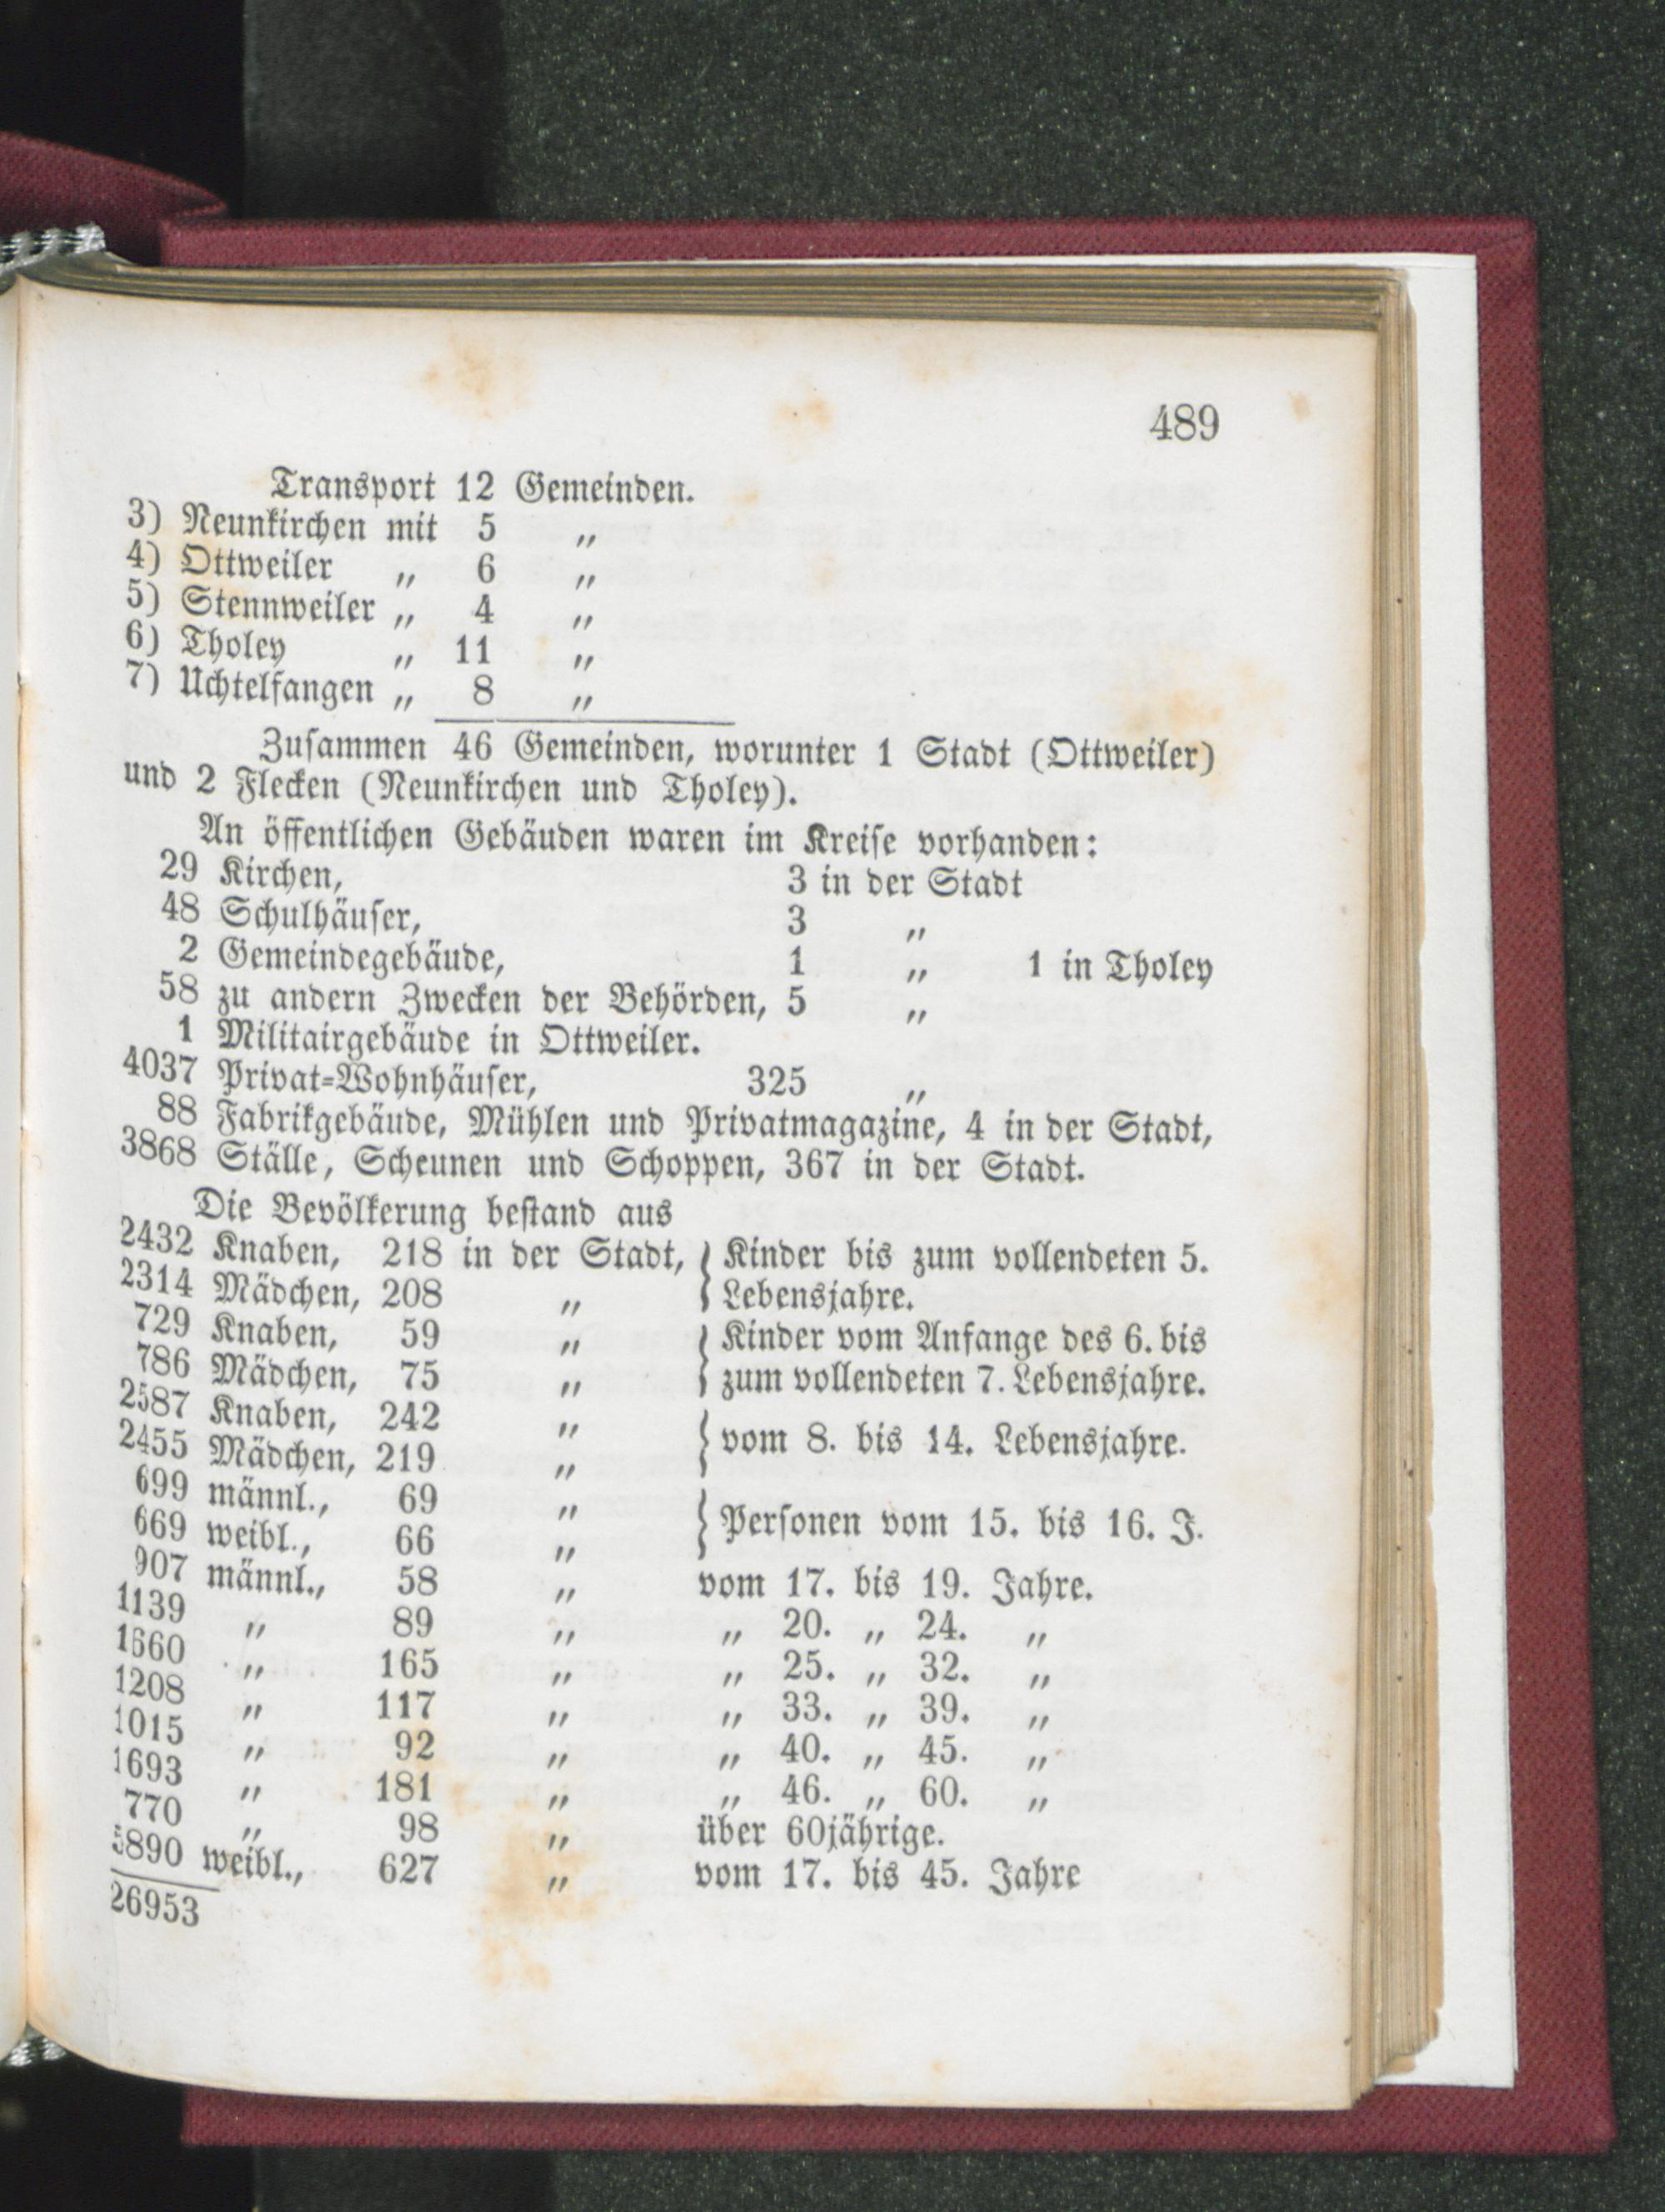 489
Transport 12 Gemeinden.
3) Neunkirchen mit 5 „
4) Ottweiler „ 6 „
5) Stennweiler „ 4 „
6) Tholey „ 11 „
7) Uchtelfangen „ 8 „
Zusammen 46 Gemeinden, worunter 1 Stadt (Ottweiler)
und 2 Flecken (Neunkirchen und Tholey).
An öffentlichen Gebäuden waren im Kreise vorhanden:
29 Kirchen, 3 in der Stadt
48 Schulhäuser, 3 „
2 Gemeindegebäude, 1 „ 1 in Tholey
58 zu andern Zwecken der Behörden, 5 „
1 Militairgebäude in Ottweiler.
4037 Privat-Wohnhäuser, 325 „
88 Fabrikgebäude, Mühlen und Privatmagazine, 4 in der Stadt,
3868 Ställe, Scheunen und Schoppen, 367 in der Stadt.
Die Bevölkerung bestand aus
2432 Knaben, 218 in der Stadt, } Kinder bis zum vollendeten 5.
2314 Mädchen, 208 „ } Lebensjahre.
729 Knaben, 59 „ } Kinder vom Anfange des 6. bis
786 Mädchen, 75 „ } zum vollendeten 7. Lebensjahre.
2587 Knaben, 242 „ } vom 8. bis 14. Lebensjahre.
2455 Mädchen, 219 „
699 männl., 69 „ } Personen vom 15. bis 16. J.
669 weibl., 66 „
907 männl., 58 „ vom 17. bis 19. Jahre.
1139 „ 89 „ „ 20. „ 24. „
1660 „ 165 „ „ 25. „ 32. „
1208 „ 117 „ „ 33. „ 39. „
1015 „ 92 „ „ 40. „ 45. „
1693 „ 181 „ „ 46. „ 60. „
770 „ 98 „ über 60jährige.
5890 weibl., 627 „ vom 17. bis 45. Jahre
26953